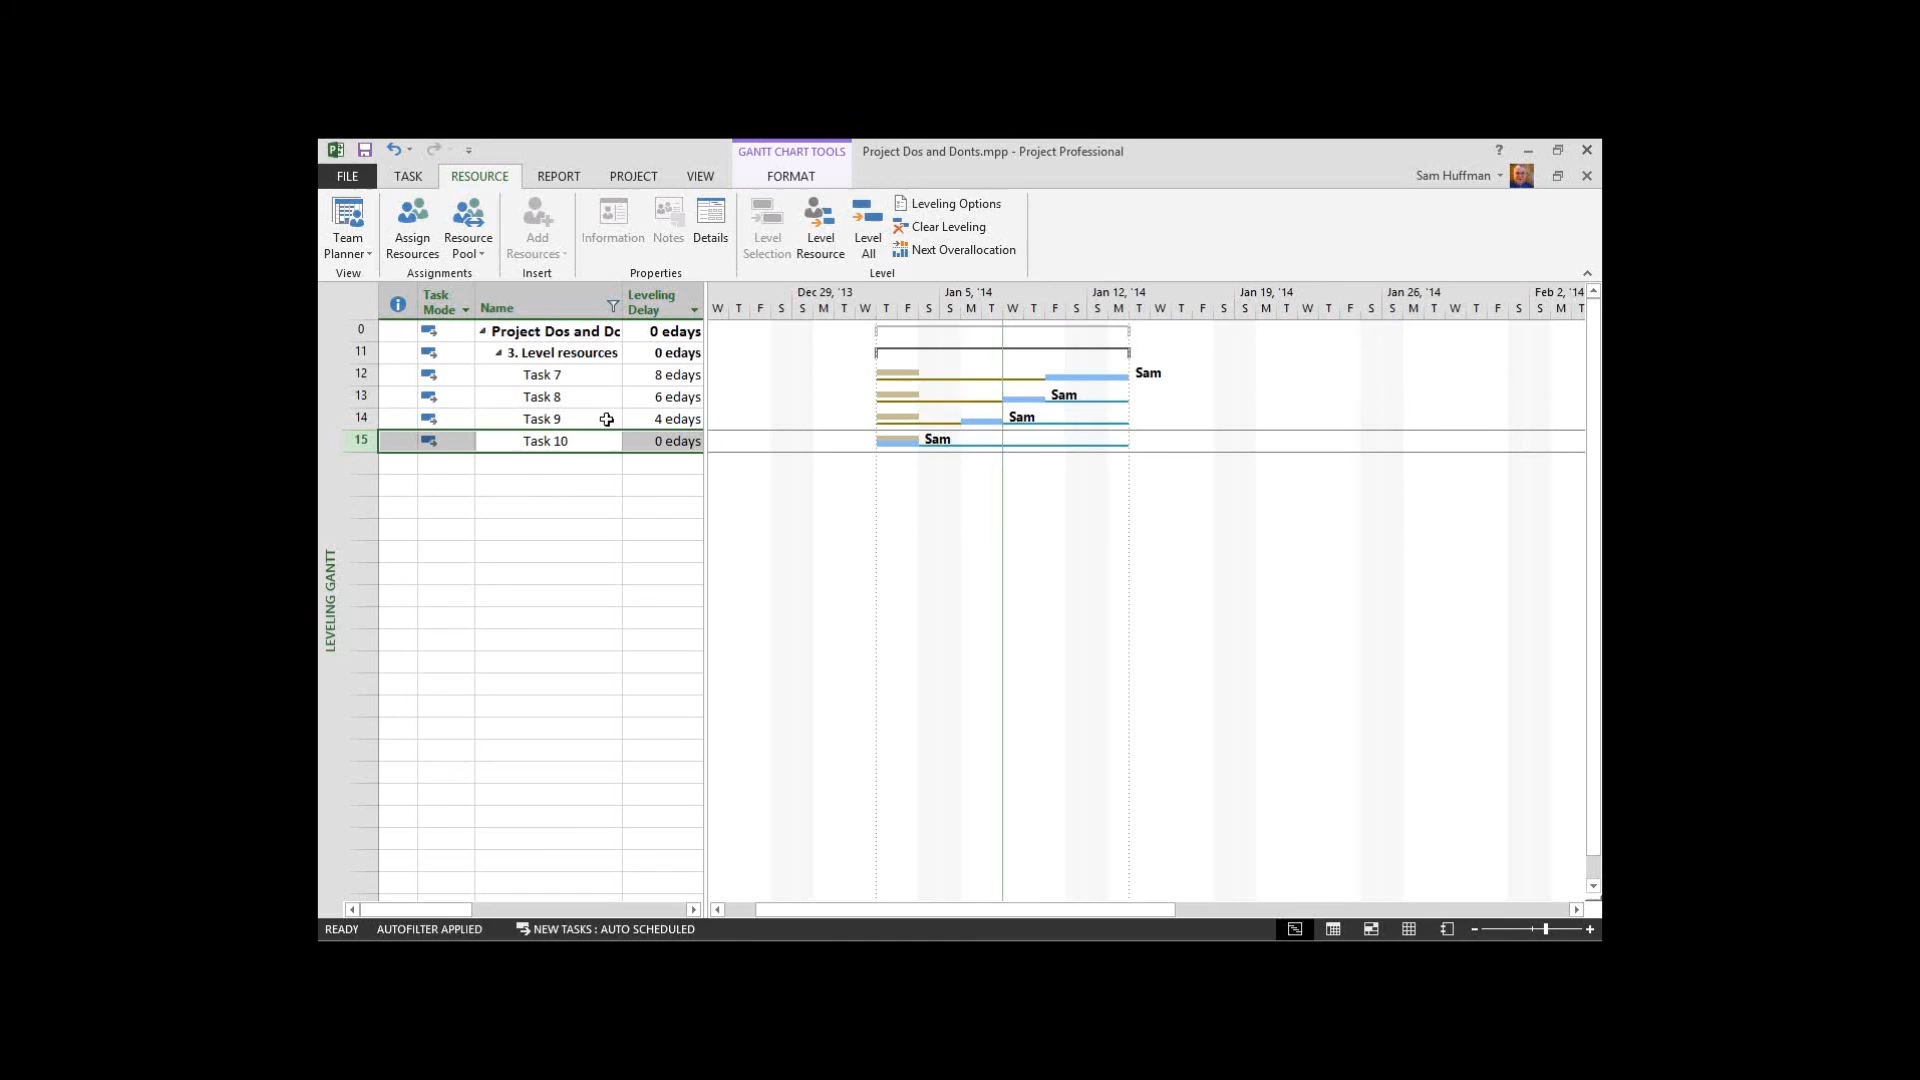 GANTT CHART TOOLS Project Dos and Donts.mpp - Project Professional ?
FILE TASK RESOURCE REPORT PROJECT VIEW FORMAT Sam Huffman
Team Planner
Assign Resources
Resource Pool
Add Resources
Information Notes Details
Level Selection
Level Resource
Level All
Leveling Options
Clear Leveling
Next Overallocation
View Assignments Insert Properties Level
Task Mode Name Leveling Delay
Dec 29, '13 Jan 5, '14 Jan 12, '14 Jan 19, '14 Jan 26, '14 Feb 2, '14
W T F S S M T W T F S S M T W T F S S M T W T F S S M T W T F S S M T W T F S S M T
0 Project Dos and Dc 0 edays
11 3. Level resources 0 edays
12 Task 7 8 edays Sam
13 Task 8 6 edays Sam
14 Task 9 4 edays Sam
15 Task 10 0 edays Sam
LEVELING GANTT
READY AUTOFILTER APPLIED NEW TASKS : AUTO SCHEDULED